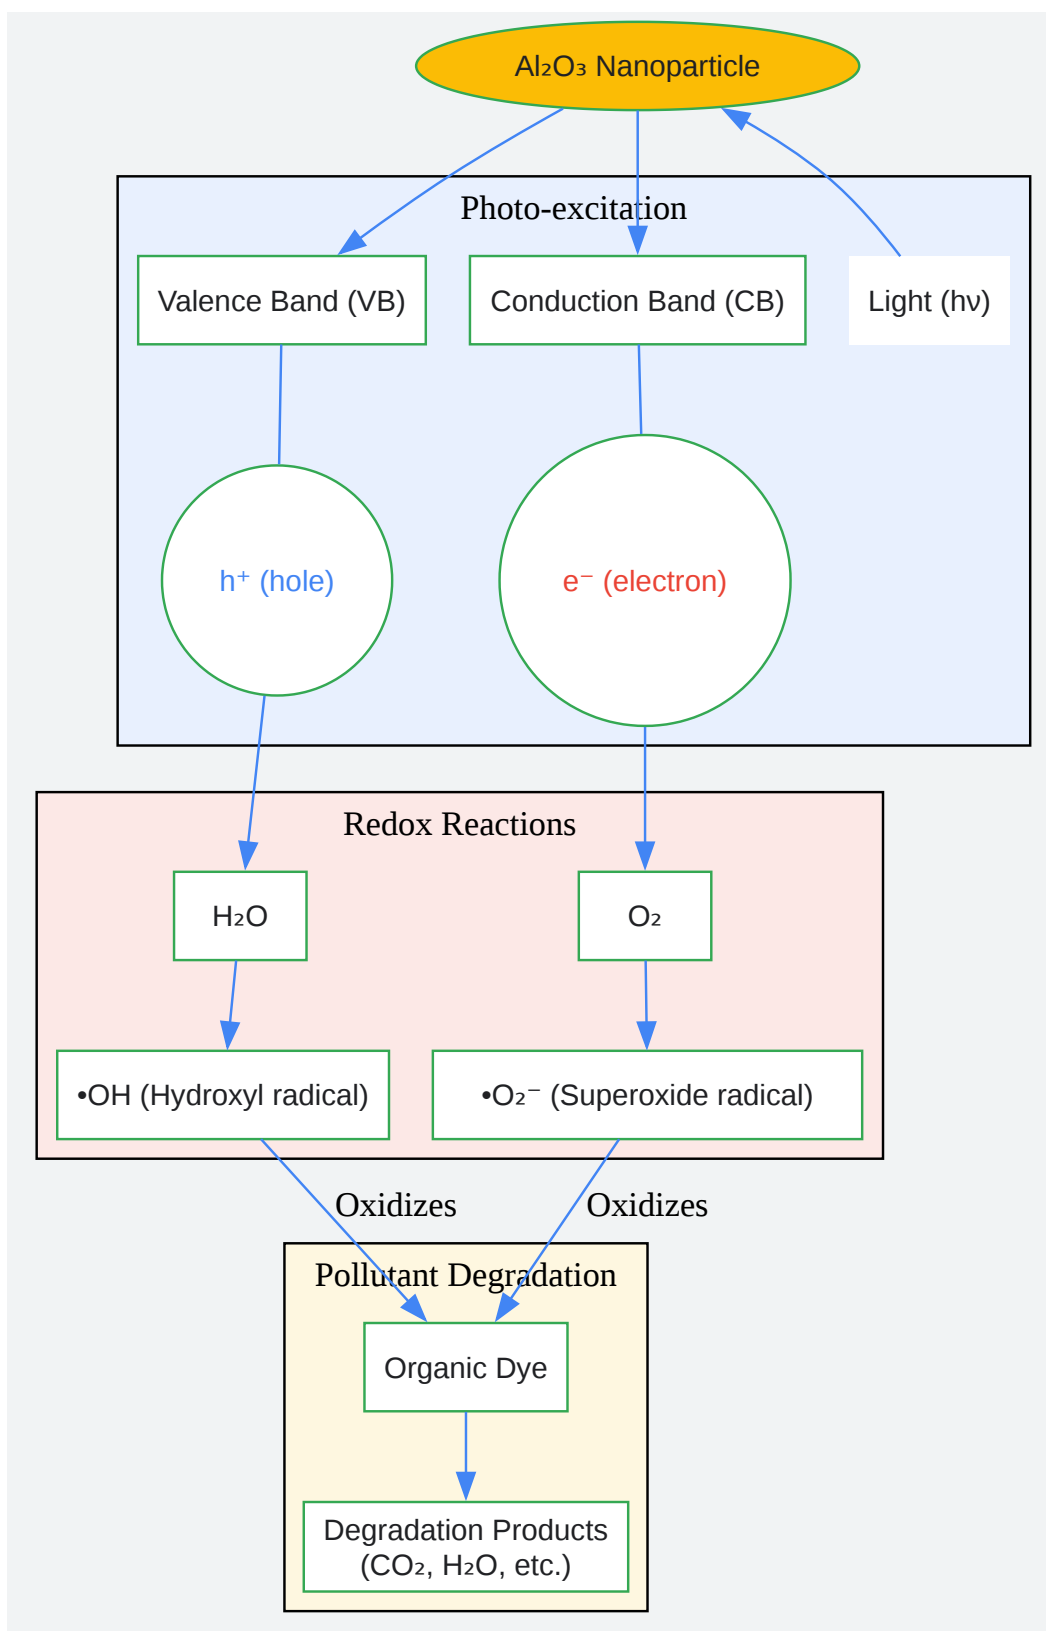 Al₂O₃ Nanoparticle
Photo-excitation
Valence Band (VB)
Conduction Band (CB)
Light (hν)
h⁺ (hole)
e⁻ (electron)
Redox Reactions
H₂O
O₂
•OH (Hydroxyl radical)
•O₂⁻ (Superoxide radical)
Oxidizes
Oxidizes
Pollutant Degradation
Organic Dye
Degradation Products
(CO₂, H₂O, etc.)